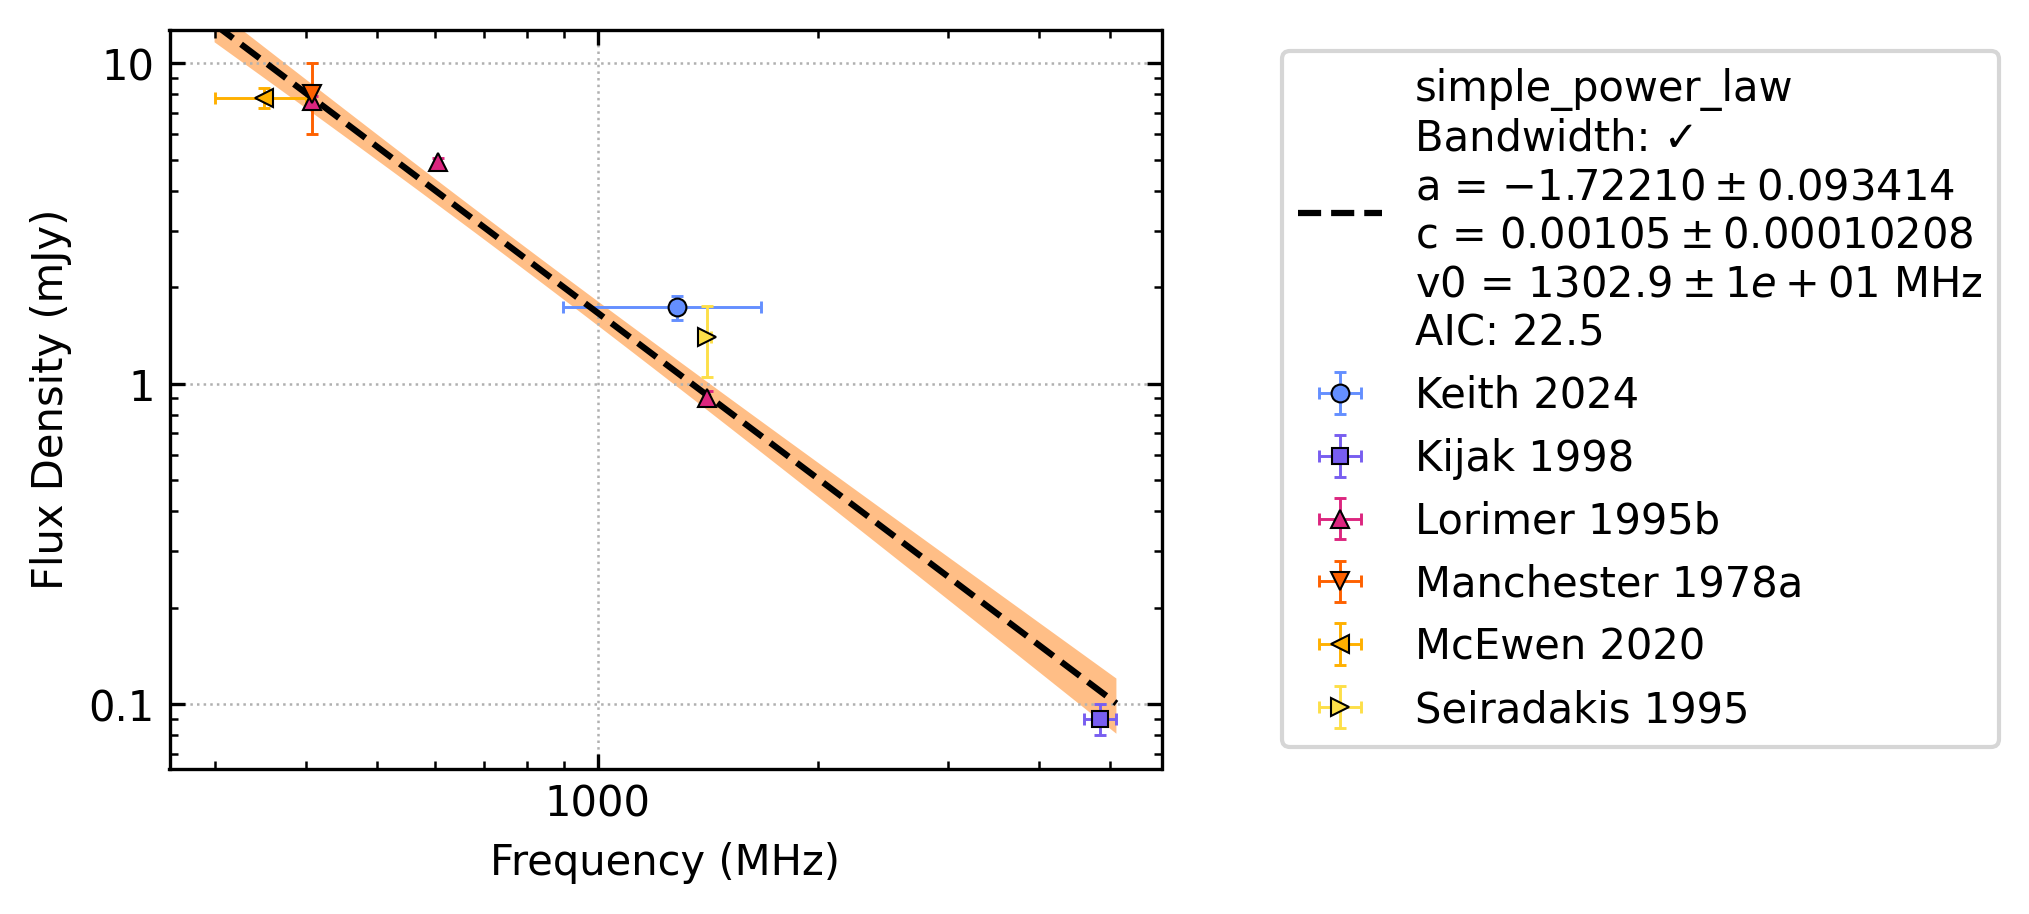 10
1
0.1
Flux Density (mJy)
1000
Frequency (MHz)
simple_power_law
Bandwidth: ✓
a = −1.72210 ± 0.093414
c = 0.00105 ± 0.00010208
v0 = 1302.9 ± 1e + 01 MHz
AIC: 22.5
Keith 2024
Kijak 1998
Lorimer 1995b
Manchester 1978a
McEwen 2020
Seiradakis 1995